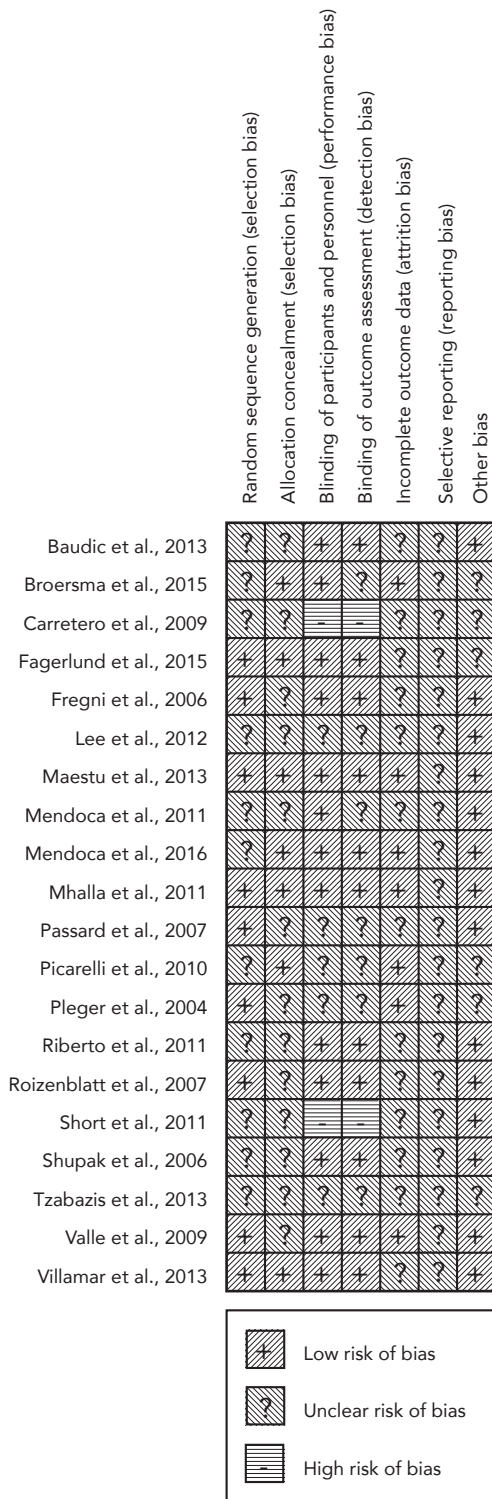 Random sequence generation (selection bias)
Allocation concealment (selection bias)
Blinding of participants and personnel (performance bias)
Binding of outcome assessment (detection bias)
Incomplete outcome data (attrition bias)
Selective reporting (reporting bias)
Other bias
Baudic et al., 2013 ? ? + + ? ? +
Broersma et al., 2015 ? + + ? + ? ?
Carretero et al., 2009 ? ? - - ? ? ?
Fagerlund et al., 2015 + + + + ? ? ?
Fregni et al., 2006 + ? + + ? ? +
Lee et al., 2012 ? ? ? ? ? ? +
Maestu et al., 2013 + + + + + ? +
Mendoca et al., 2011 ? ? + ? ? ? +
Mendoca et al., 2016 ? + + + + ? +
Mhalla et al., 2011 + + + + + ? +
Passard et al., 2007 + ? ? ? ? ? +
Picarelli et al., 2010 ? + ? ? + ? ?
Pleger et al., 2004 + ? ? ? + ? ?
Riberto et al., 2011 ? ? + + ? ? +
Roizenblatt et al., 2007 + ? + + ? ? +
Short et al., 2011 ? ? - - ? ? +
Shupak et al., 2006 ? ? + + ? ? +
Tzabazis et al., 2013 ? ? ? ? ? ? ?
Valle et al., 2009 + ? + + + ? +
Villamar et al., 2013 + + + + ? ? +
+ Low risk of bias
? Unclear risk of bias
- High risk of bias